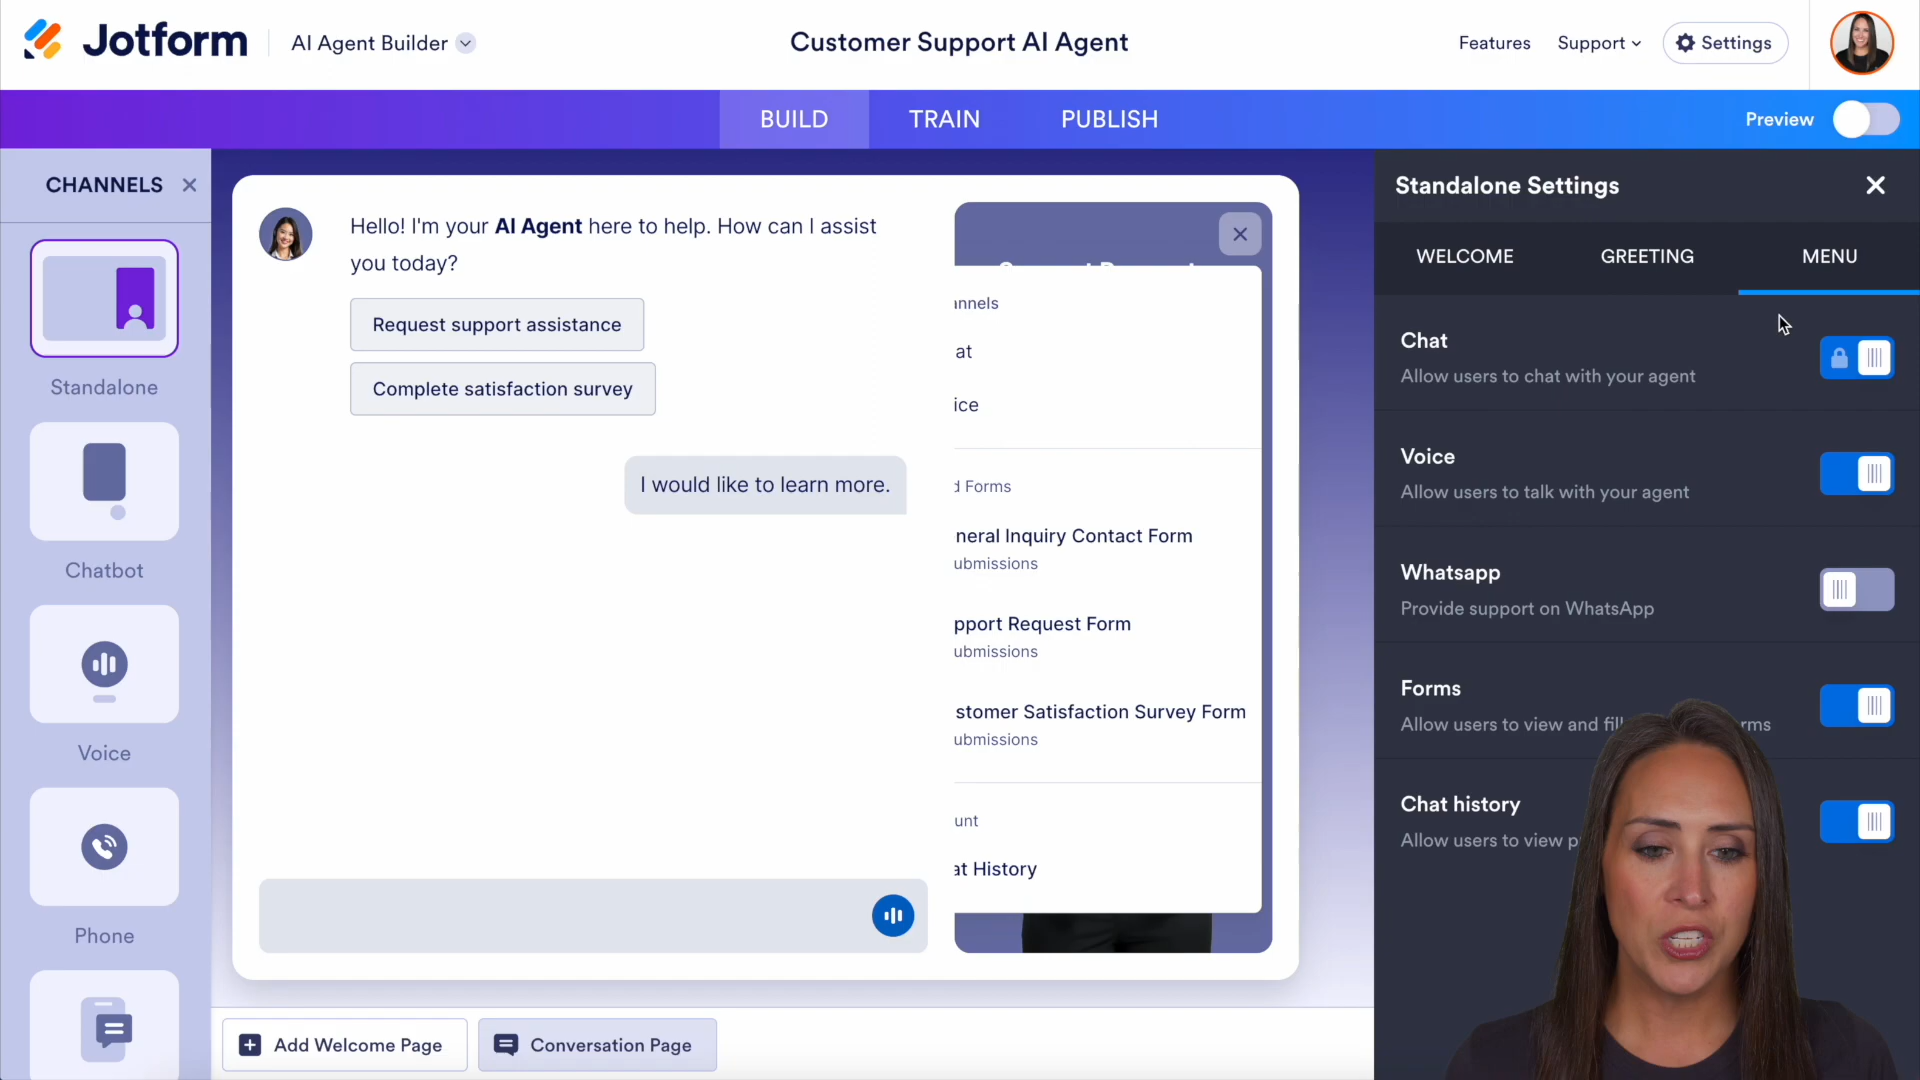 Jotform
AI Agent Builder
Customer Support AI Agent
Features
Support
Settings
BUILD
TRAIN
PUBLISH
Preview
CHANNELS
Standalone
Chatbot
Voice
Phone
Hello! I'm your AI Agent here to help. How can I assist
you today?
Request support assistance
Complete satisfaction survey
I would like to learn more.
annels
at
ice
d Forms
neral Inquiry Contact Form
ubmissions
pport Request Form
ubmissions
stomer Satisfaction Survey Form
ubmissions
unt
at History
Add Welcome Page
Conversation Page
Standalone Settings
WELCOME
GREETING
MENU
Chat
Allow users to chat with your agent
Voice
Allow users to talk with your agent
Whatsapp
Provide support on WhatsApp
Forms
Allow users to view and fill rms
Chat history
Allow users to view p